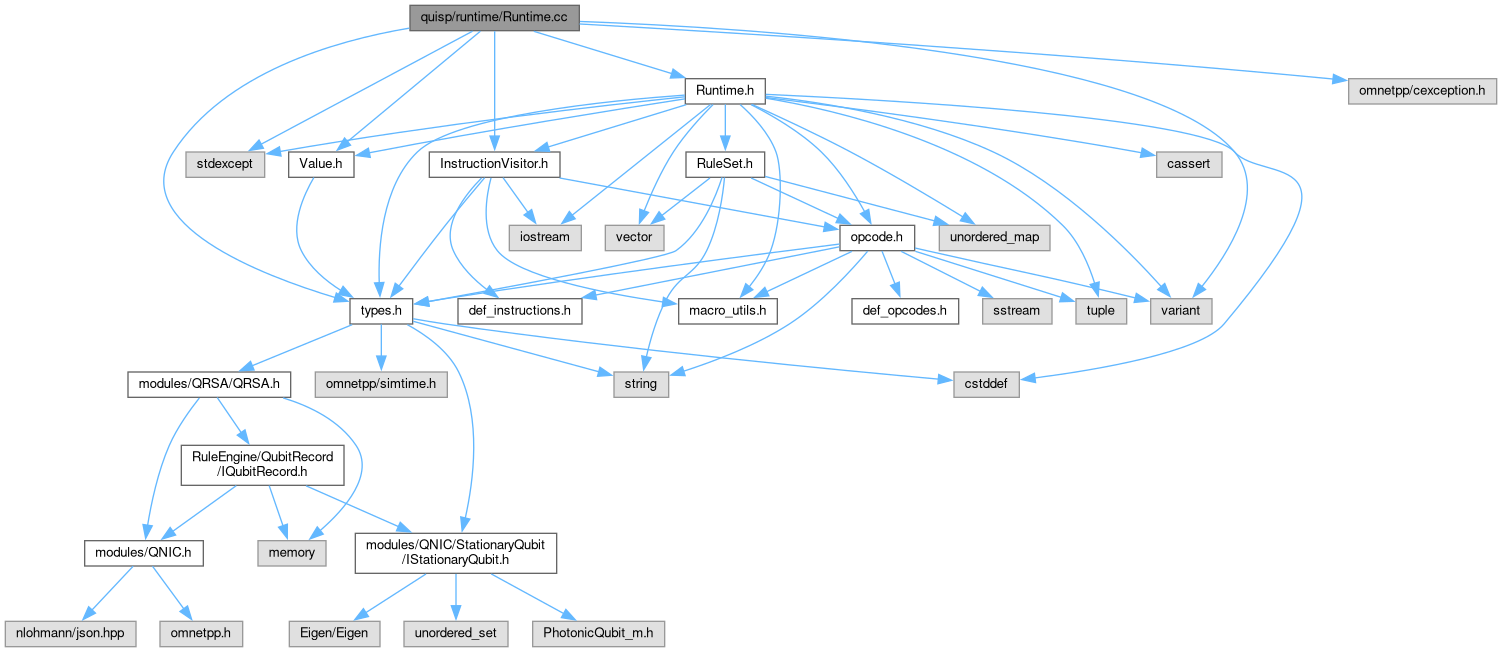 quisp/runtime/Runtime.cc
Runtime.h
omnetpp/cexception.h
stdexcept
Value.h
InstructionVisitor.h
RuleSet.h
cassert
iostream
vector
opcode.h
unordered_map
types.h
def_instructions.h
macro_utils.h
def_opcodes.h
sstream
tuple
variant
modules/QRSA/QRSA.h
omnetpp/simtime.h
string
cstddef
RuleEngine/QubitRecord
/IQubitRecord.h
modules/QNIC.h
memory
modules/QNIC/StationaryQubit
/IStationaryQubit.h
nlohmann/json.hpp
omnetpp.h
Eigen/Eigen
unordered_set
PhotonicQubit_m.h